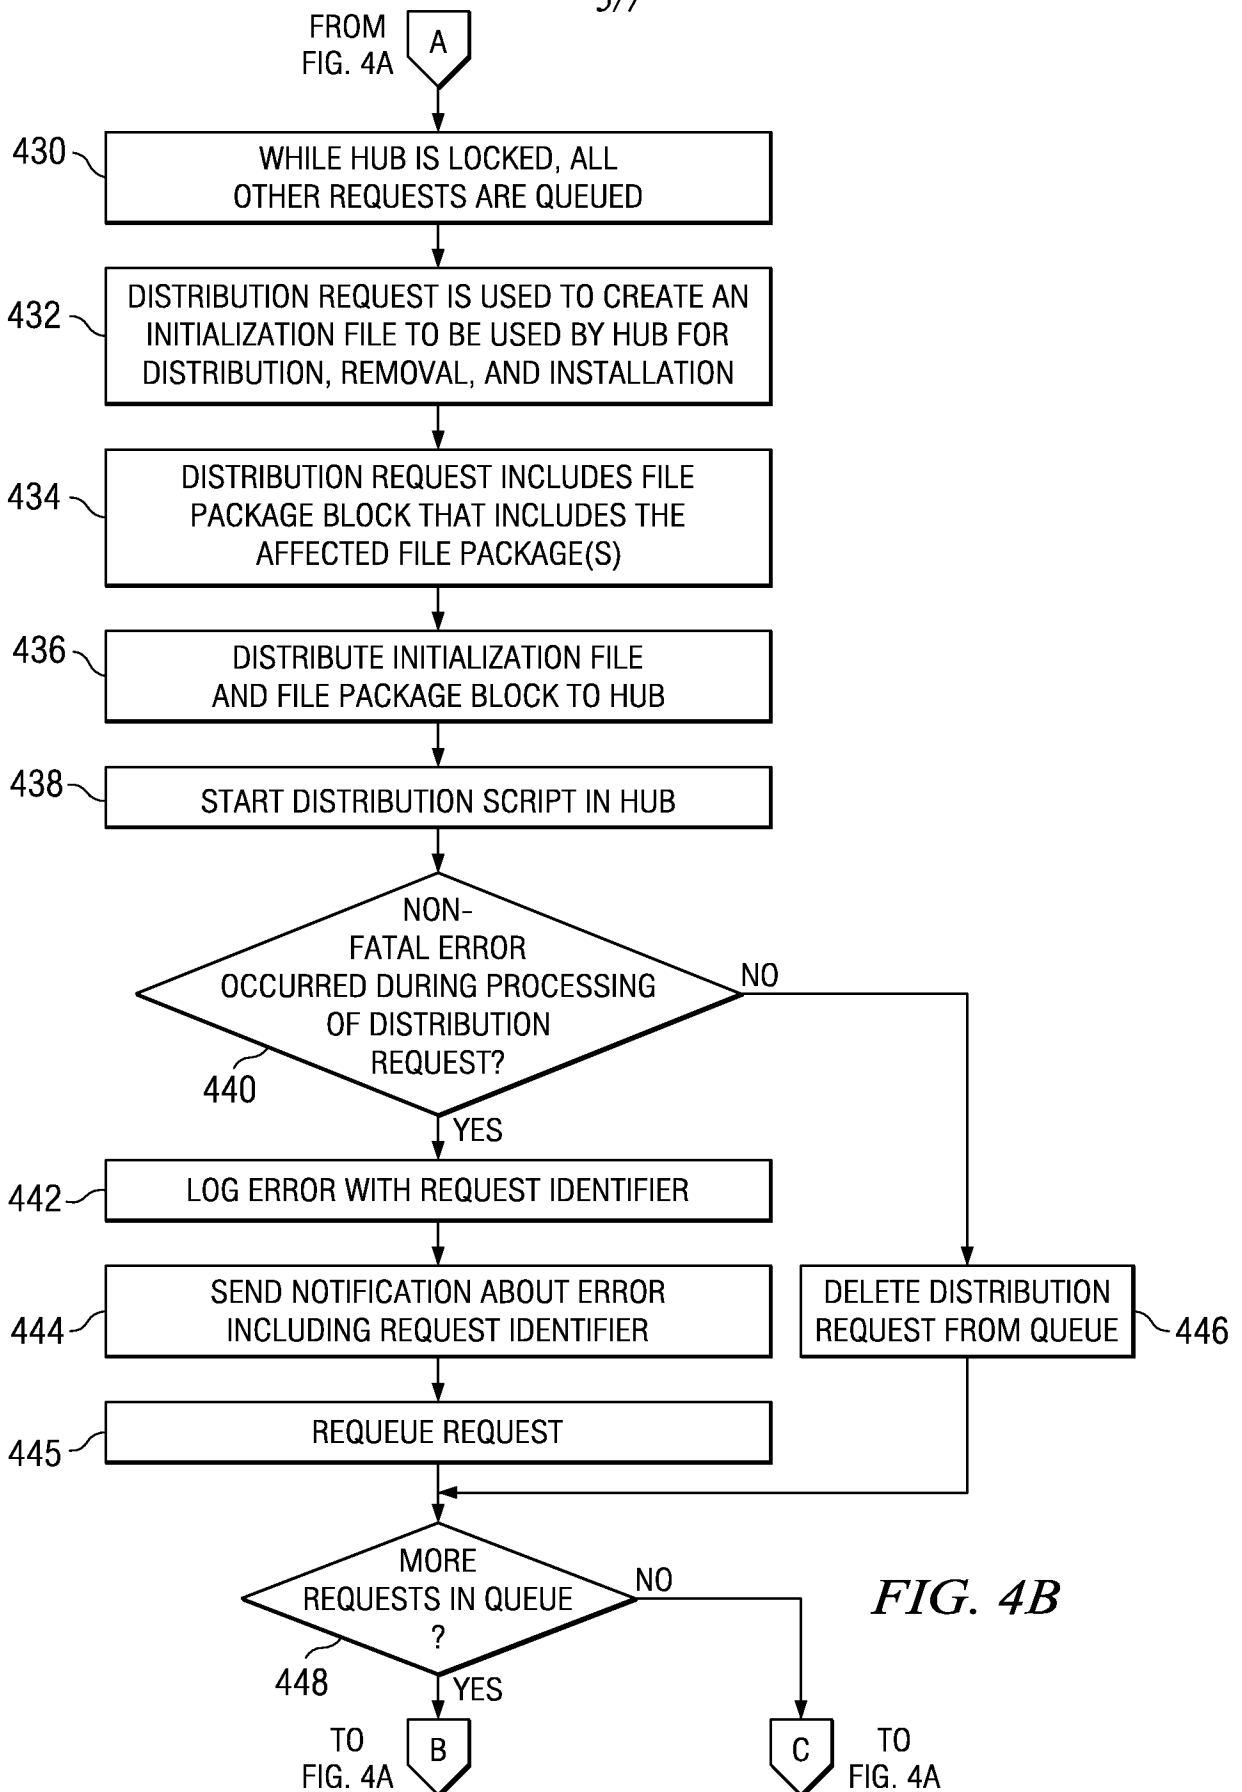 FROM
FIG. 4A
A
430
WHILE HUB IS LOCKED, ALL
OTHER REQUESTS ARE QUEUED
432
DISTRIBUTION REQUEST IS USED TO CREATE AN
INITIALIZATION FILE TO BE USED BY HUB FOR
DISTRIBUTION, REMOVAL, AND INSTALLATION
434
DISTRIBUTION REQUEST INCLUDES FILE
PACKAGE BLOCK THAT INCLUDES THE
AFFECTED FILE PACKAGE(S)
436
DISTRIBUTE INITIALIZATION FILE
AND FILE PACKAGE BLOCK TO HUB
438
START DISTRIBUTION SCRIPT IN HUB
NON-
FATAL ERROR
OCCURRED DURING PROCESSING
OF DISTRIBUTION
REQUEST?
NO
440
YES
442
LOG ERROR WITH REQUEST IDENTIFIER
444
SEND NOTIFICATION ABOUT ERROR
INCLUDING REQUEST IDENTIFIER
DELETE DISTRIBUTION
REQUEST FROM QUEUE
446
445
REQUEUE REQUEST
MORE
REQUESTS IN QUEUE
?
NO
448
YES
FIG. 4B
TO
FIG. 4A
B
C
TO
FIG. 4A